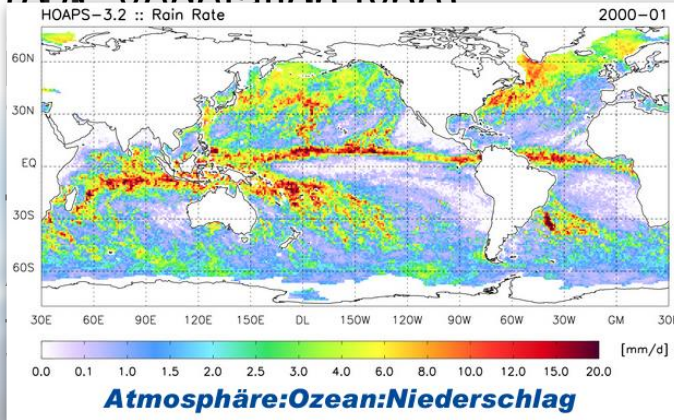 HOAPS-3.2 :: Rain Rate 2000-01
60N
30N
EQ
30S
60S
30E 60E 90E 120E 150E DL 150W 120W 90W 60W 30W GM 30E
[mm/d]
0.0 0.1 1.0 1.5 2.0 2.5 3.0 4.0 6.0 8.0 10.0 12.0 15.0 20.0
Atmosphäre:Ozean:Niederschlag